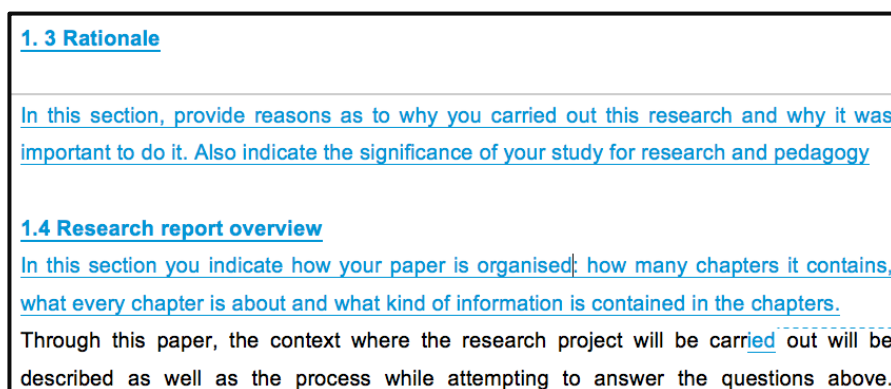 1. 3 Rationale
In this section, provide reasons as to why you carried out this research and why it was
important to do it. Also indicate the significance of your study for research and pedagogy
1.4 Research report overview
In this section you indicate how your paper is organised: how many chapters it contains,
what every chapter is about and what kind of information is contained in the chapters.
Through this paper, the context where the research project will be carried out will be
described as well as the process while attempting to answer the questions above.